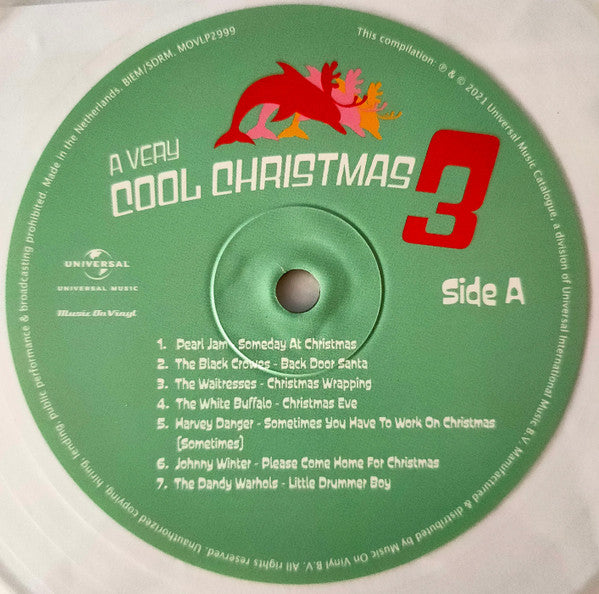 Unauthorized copying, hiring, lending, public performance & broadcasting prohibited. Made in the Netherlands. BIEM/SDRM. MOVLP2999
This compilation: ℗ & © 2021 Universal Music Catalogue, a division of Universal International Music B.V. Manufactured & distributed by Music On Vinyl B.V. All rights reserved.
A VERY
COOL CHRISTMAS 3
UNIVERSAL
UNIVERSAL MUSIC
Music On Vinyl
Side A
1. Pearl Jam - Someday At Christmas
2. The Black Crowes - Back Door Santa
3. The Waitresses - Christmas Wrapping
4. The White Buffalo - Christmas Eve
5. Harvey Danger - Sometimes You Have To Work On Christmas
(Sometimes)
6. Johnny Winter - Please Come Home For Christmas
7. The Dandy Warhols - Little Drummer Boy